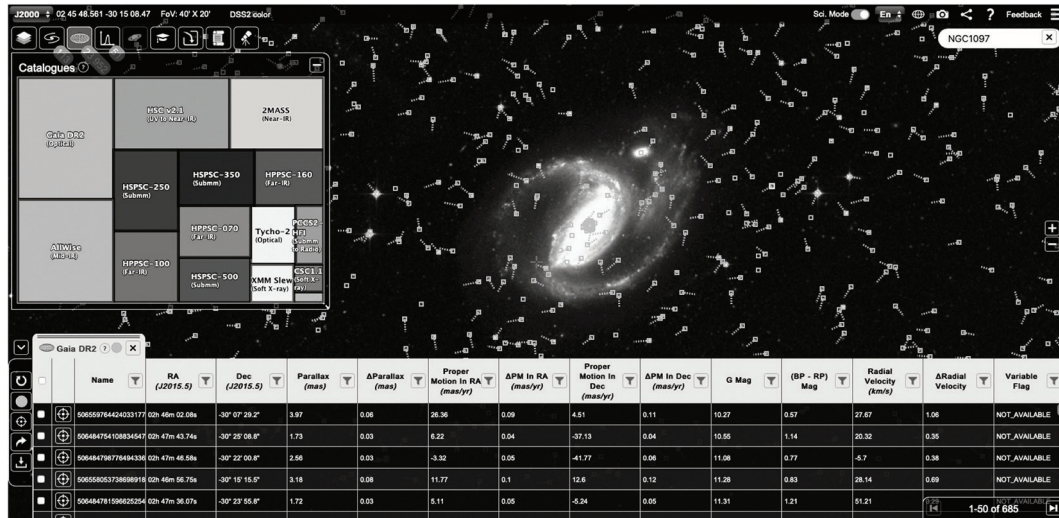 J2000 02 45 48.561 -30 15 08.47 FoV: 40' X 20' DSS2 color
Sci. Mode En ? Feedback
NGC1097
Catalogues ?
Gaia DR2
(Optical)
HSC v2.1
(UV to Near-IR)
2MASS
(Near-IR)
HSPSC-250
(Submm)
HSPSC-350
(Submm)
HPPSC-160
(Far-IR)
AllWise
(Mid-IR)
HPPSC-070
(Far-IR)
Tycho-2
(Optical)
PCCS2-
HFI
(Submm
to Radio)
HPPSC-100
(Far-IR)
HSPSC-500
(Submm)
XMM Slew
(Soft X-ray)
CSC1.1
(Soft X-
ray)
Gaia DR2 ?
Name RA (J2015.5) Dec (J2015.5) Parallax (mas) ΔParallax (mas) Proper Motion In RA (mas/yr) ΔPM In RA (mas/yr) Proper Motion In Dec (mas/yr) ΔPM In Dec (mas/yr) G Mag (BP - RP) Mag Radial Velocity (km/s) ΔRadial Velocity Variable Flag
02h 46m 02.08s -30° 07' 29.2" 3.97 0.06 26.36 0.09 4.51 0.11 10.27 0.57 27.67 1.06 NOT_AVAILABLE
02h 47m 43.74s -30° 25' 08.8" 1.73 0.03 6.22 0.04 -37.13 0.04 10.55 1.14 20.32 0.35 NOT_AVAILABLE
02h 47m 46.58s -30° 22' 00.8" 2.56 0.03 -3.32 0.05 -41.77 0.06 11.08 0.77 -5.7 0.38 NOT_AVAILABLE
02h 46m 56.75s -30° 15' 15.5" 3.18 0.08 11.77 0.1 12.6 0.12 11.28 0.83 28.14 0.69 NOT_AVAILABLE
02h 47m 36.07s -30° 23' 55.8" 1.72 0.03 5.11 0.05 -5.24 0.05 11.31 1.21 51.21 NOT_AVAILABLE
1-50 of 685